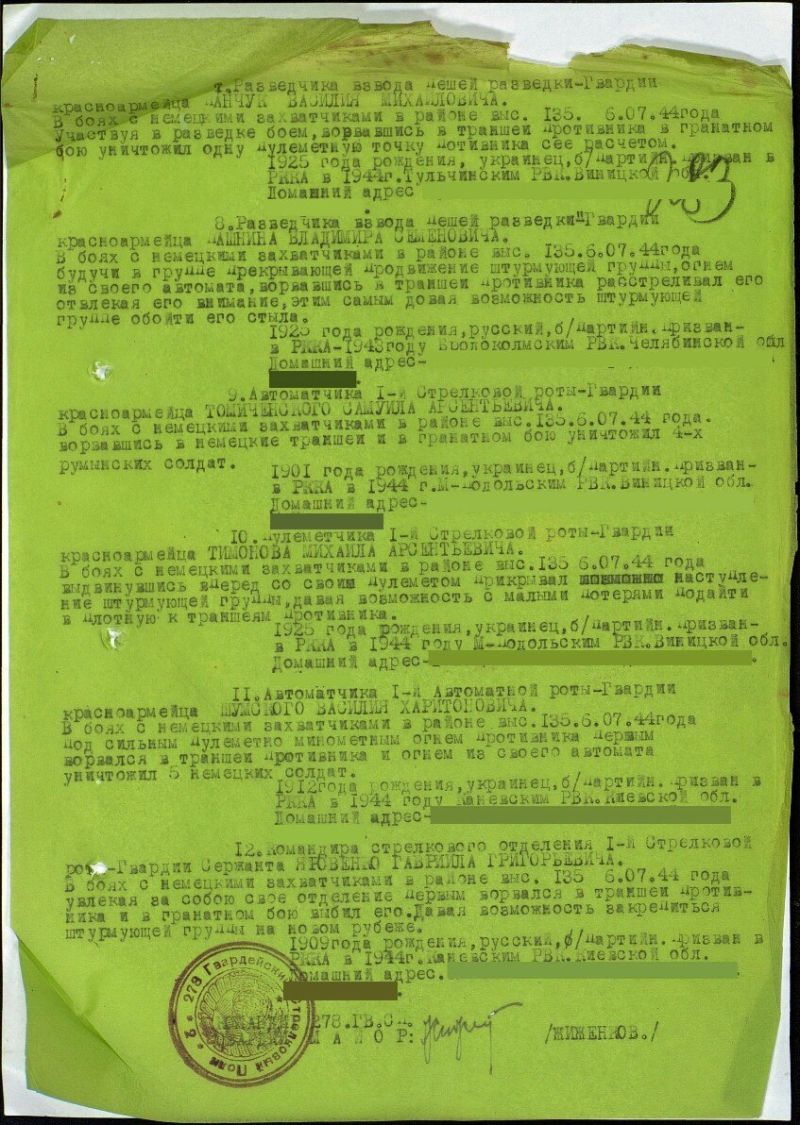 7.Разведчика взвода пешей разведки-Гвардии
красноармейца ПАНЧУК ВАСИЛИЯ МИХАЙЛОВИЧА.
В боях с немецкими захватчиками в районе выс. 135. 6.07.44года
Участвуя в разведке боем,ворвавшись в траншеи противника в гранатном
бою уничтожил одну пулеметную точку потивника сее расчетом.
1925 года рождения, украинец,б/партийн.призван в
РККА в 1944г.Тульчинским РВК.Виницкой обл.
Домашний адрес
8.Разведчика взвода пешей разведки-Гвардии
красноармейца ПАШНИНА ВЛАДИМИРА СЕМЕНОВИЧА.
В боях с немецкими захватчиками в районе выс. 135.6.07.44года
будучи в группе прекрывающей продвижение штурмующей группы,огнем
из своего автомата,ворвавшись в траншеи противника расстреливал его
отвлекая его внимание,этим самым довая возможность штурмующей
группе обойти его стыла.
1925 года рождения,русский,б/партийн.призван-
в РККА-1943году РВК.Челябинской обл
Домашний адрес-
9.Автоматчика 1-й Стрелковой роты-Гвардии
красноармейца ТОМИЧЕНСКОГО САМУИЛА АРСЕНТЬЕВИЧА.
В боях с немецкими захватчиками в районе выс.135.6.07.44 года.
ворвавшись в немецкие траншеи и в гранатном бою уничтожил 4-х
румынских солдат.
1901 года рождения,украинец,б/партийн.призван-
в РККА в 1944 г.М-Подольским РВК.Виницкой обл.
Домашний адрес-
10.Пулеметчика 1-й Стрелковой роты-Гвардии
красноармейца ТИМОНОВА МИХАИЛА АРСЕНТЬЕВИЧА.
В боях с немецкими захватчиками в районе выс.135 6.07.44 года
выдвинувшись вперед со своим пулеметом прикрывал наступле-
ние штурмующей группы,давая возможность с малыми потерями подайти
в плотную к траншеям противника.
1925 года рождения,украинец,б/партийн.призван-
в РККА в 1944 году М-Подольским РВК.Виницкой обл.
Домашний адрес-
11.Автоматчика 1-й Автоматной роты-Гвардии
красноармейца ШУМСКОГО ВАСИЛИЯ ХАРИТОНОВИЧА.
В боях с немецкими захватчиками в районе выс.135.6.07.44года
под сильным пулеметно минометным огнем противника первым
ворвался в траншеи противника и огнем из своего автомата
уничтожил 5 немецких солдат.
1912года рождения,украинец,б/партийн.призван в
РККА в 1944 году Каневским РВК.Киевской обл.
Домашний адрес-
12.Командира стрелкового отделения 1-й Стрелковой
роты-Гвардии Сержанта ЯКОВЕНКО ГАВРИИЛА ГРИГОРЬЕВИЧА.
В боях с немецкими захватчиками в районе выс. 135 6.07.44 года
увлекая за собою свое отделение первым ворвался в траншеи против-
ника и в гранатном бою выбил его.Давая возможность закрепиться
штурмующей группы на новом рубеже.
1909года рождения,русский,б/партийн.призван в
РККА в 1944г.Каневским РВК.Киевской обл.
Домашний адрес.
278 Гвардейский Стрелковый Полк
278.ГВ.СП.
МАЙОР: /ЖИЖЕНКОВ./